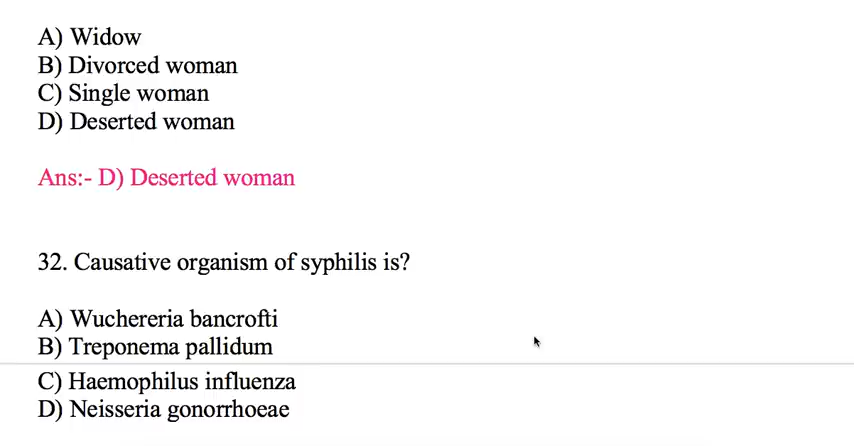 A) Widow
B) Divorced woman
C) Single woman
D) Deserted woman
Ans:- D) Deserted woman
32. Causative organism of syphilis is?
A) Wuchereria bancrofti
B) Treponema pallidum
C) Haemophilus influenza
D) Neisseria gonorrhoeae